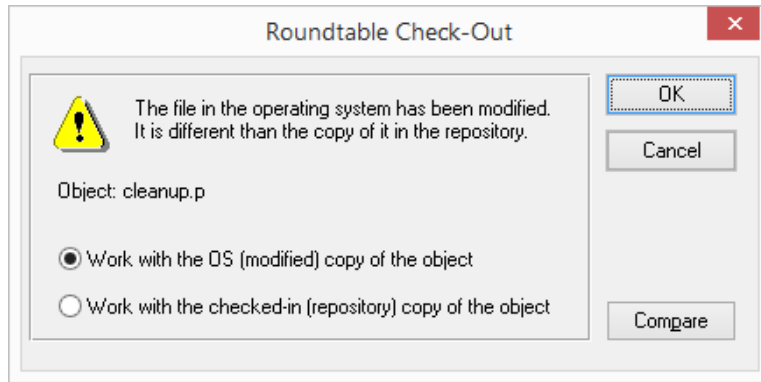 Roundtable Check-Out
The file in the operating system has been modified.
It is different than the copy of it in the repository.
Object: cleanup.p
Work with the OS (modified) copy of the object
Work with the checked-in (repository) copy of the object
OK
Cancel
Compare